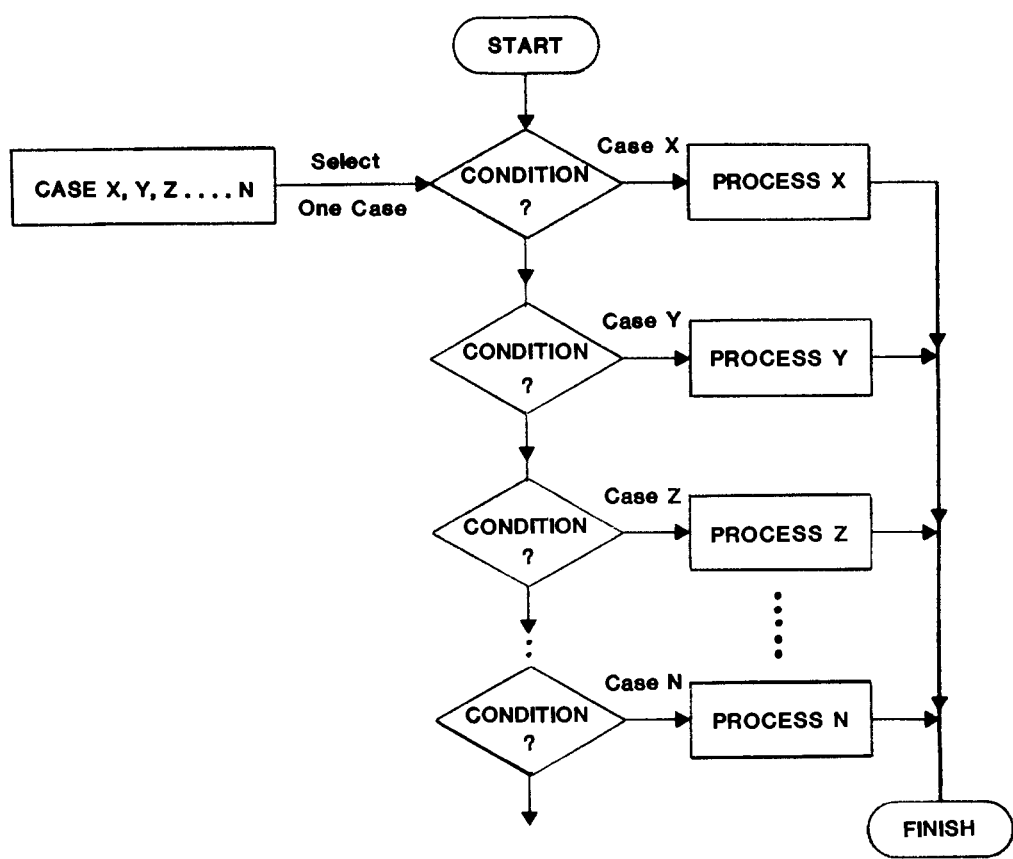 START
CASE X, Y, Z .... N
Select
One Case
CONDITION
?
Case X
PROCESS X
CONDITION
?
Case Y
PROCESS Y
CONDITION
?
Case Z
PROCESS Z
CONDITION
?
Case N
PROCESS N
FINISH